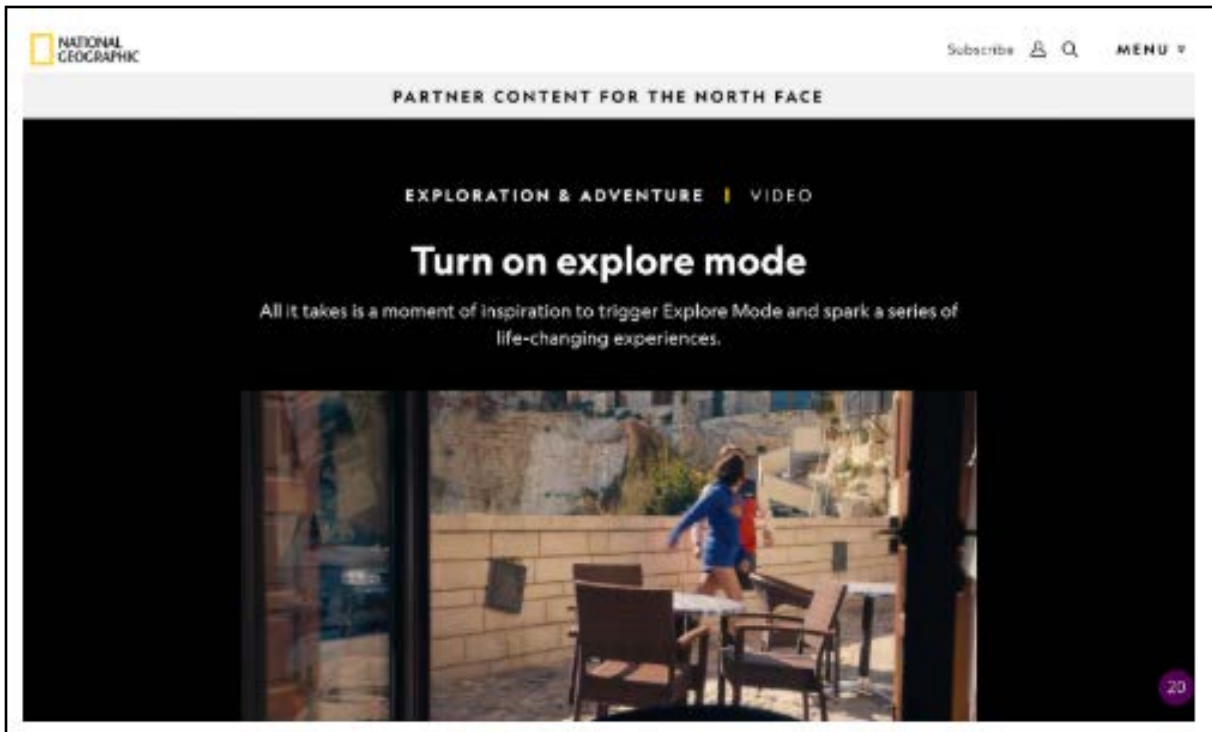 NATIONAL
GEOGRAPHIC
Subscribe
MENU
PARTNER CONTENT FOR THE NORTH FACE
EXPLORATION & ADVENTURE | VIDEO
Turn on explore mode
All it takes is a moment of inspiration to trigger Explore Mode and spark a series of
life-changing experiences.
20